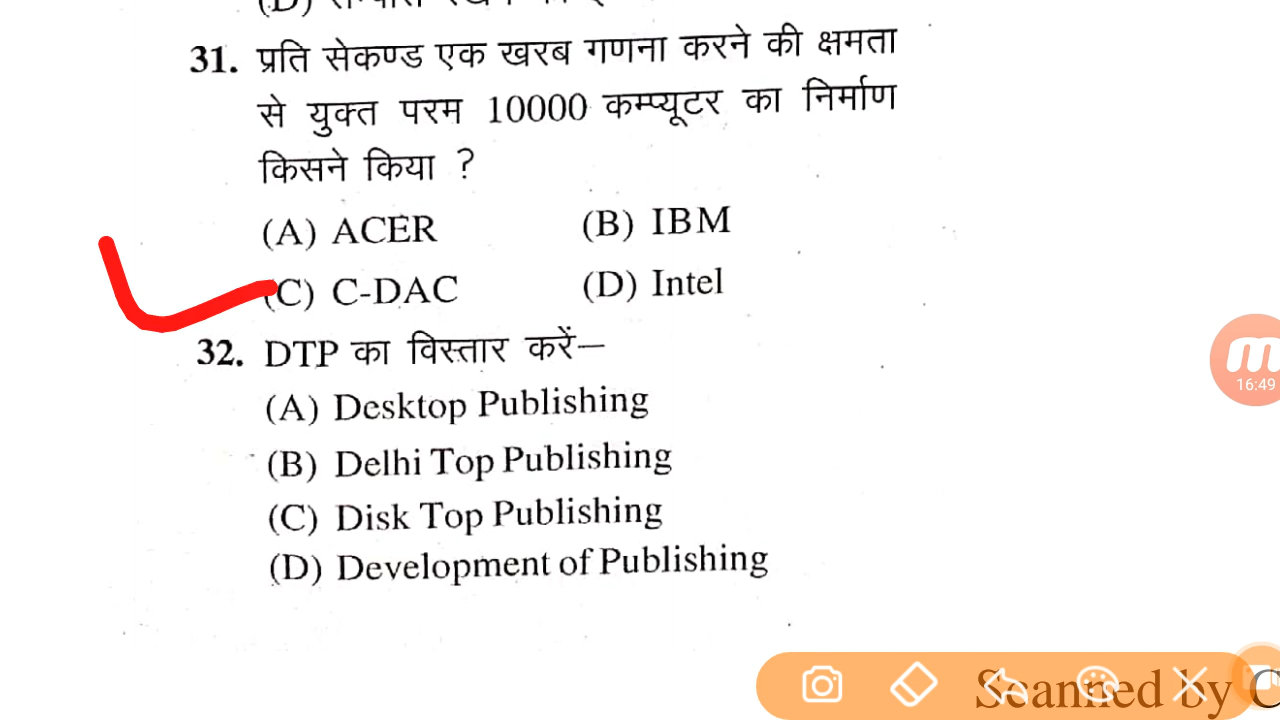 31. प्रति सेकण्ड एक खरब गणना करने की क्षमता
से युक्त परम 10000 कम्प्यूटर का निर्माण
किसने किया ?
(A) ACER (B) IBM
(C) C-DAC (D) Intel
32. DTP का विस्तार करें—
(A) Desktop Publishing
(B) Delhi Top Publishing
(C) Disk Top Publishing
(D) Development of Publishing
16:49
Scanned by